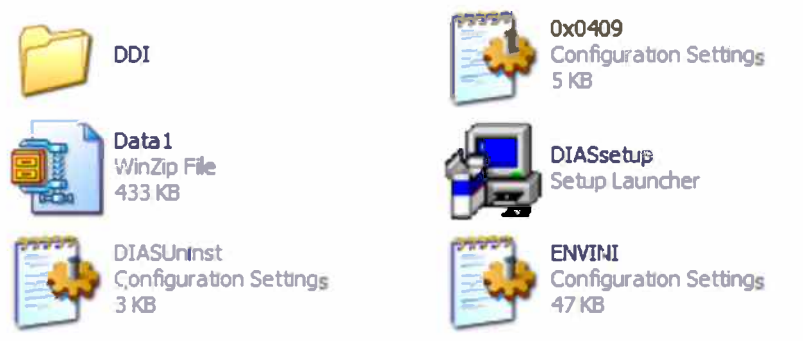 DDI
0x0409
Configuration Settings
5 KB
Data1
WinZip File
433 KB
DIASsetup
Setup Launcher
DIASUninst
Configuration Settings
3 KB
ENVINI
Configuration Settings
47 KB